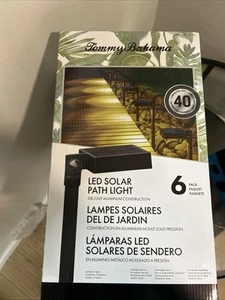 Tommy Bahama
40
LED SOLAR
PATH LIGHT
DIE-CAST ALUMINUM CONSTRUCTION
6 PACK
PAQUET
PAQUETE
LAMPES SOLAIRES
DEL DE JARDIN
CONSTRUCTION EN ALUMINIUM MOULÉ SOUS PRESSION
LÁMPARAS LED
SOLARES DE SENDERO
EN ALUMINIO METÁLICO MOLDEADO A PRESIÓN